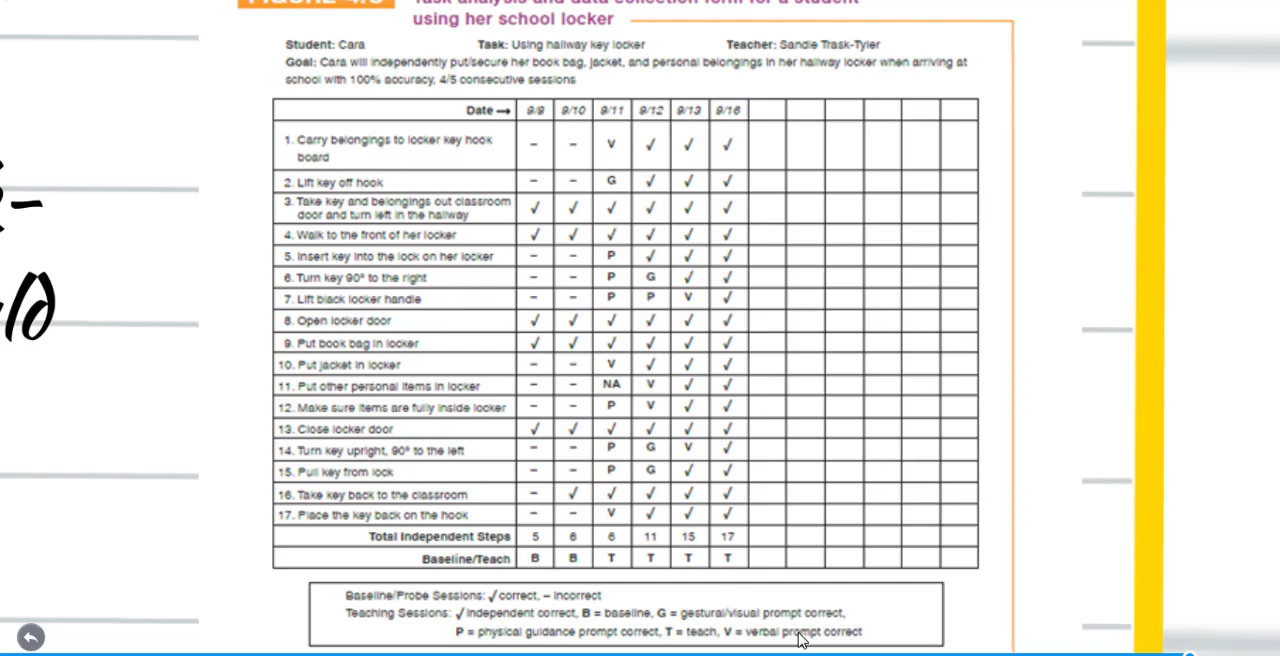 using her school locker
Student: Cara Task: Using hallway key locker Teacher: Sandie Trask-Tyler
Goal: Cara will independently put/secure her book bag, jacket, and personal belongings in her hallway locker when arriving at
school with 100% accuracy, 4/5 consecutive sessions
Date → 9/9 9/10 9/11 9/12 9/13 9/16
1. Carry belongings to locker key hook
board – – V √ √ √
2. Lift key off hook – – G √ √ √
3. Take key and belongings out classroom
door and turn left in the hallway √ √ √ √ √ √
4. Walk to the front of her locker √ √ √ √ √ √
5. Insert key into the lock on her locker – – P √ √ √
6. Turn key 90° to the right – – P G √ √
7. Lift black locker handle – – P P V √
8. Open locker door √ √ √ √ √ √
9. Put book bag in locker √ √ √ √ √ √
10. Put jacket in locker – – V √ √ √
11. Put other personal items in locker – – NA V √ √
12. Make sure items are fully inside locker – – P V √ √
13. Close locker door √ √ √ √ √ √
14. Turn key upright, 90° to the left – – P G V √
15. Pull key from lock – – P G √ √
16. Take key back to the classroom – √ √ √ √ √
17. Place the key back on the hook – – V √ √ √
Total Independent Steps 5 6 6 11 15 17
Baseline/Teach B B T T T T
Baseline/Probe Sessions: √ correct, – incorrect
Teaching Sessions: √ independent correct, B = baseline, G = gestural/visual prompt correct,
P = physical guidance prompt correct, T = teach, V = verbal prompt correct